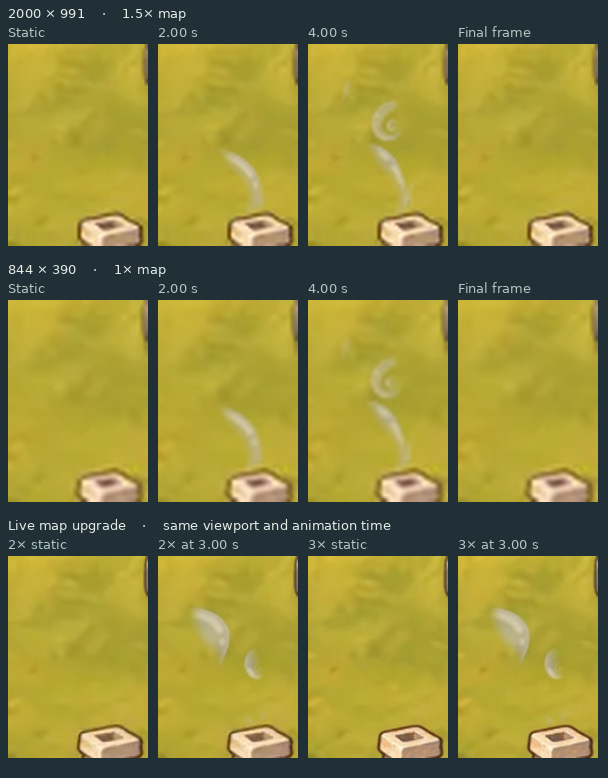 2000 × 991 · 1.5× map
Static 2.00 s 4.00 s Final frame
844 × 390 · 1× map
Static 2.00 s 4.00 s Final frame
Live map upgrade · same viewport and animation time
2× static 2× at 3.00 s 3× static 3× at 3.00 s